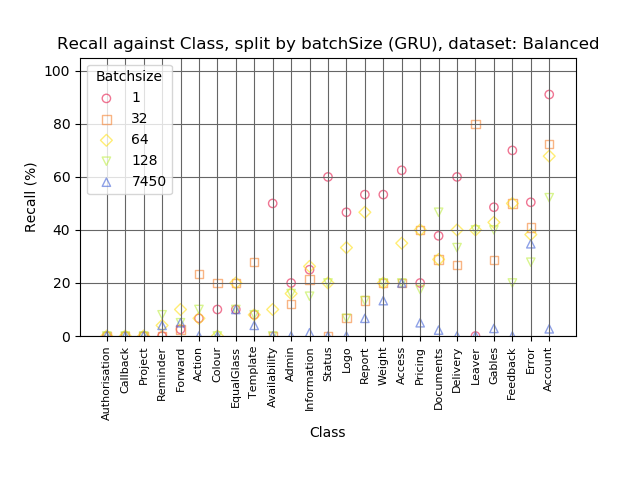 Recall against Class, split by batchSize (GRU), dataset: Balanced
Recall (%)
100
80
60
40
20
0
Batchsize
1
32
64
128
7450
Authorisation
Callback
Project
Reminder
Forward
Action
Colour
EqualGlass
Template
Availability
Admin
Information
Status
Logo
Report
Weight
Access
Pricing
Documents
Delivery
Leaver
Gables
Feedback
Error
Account
Class